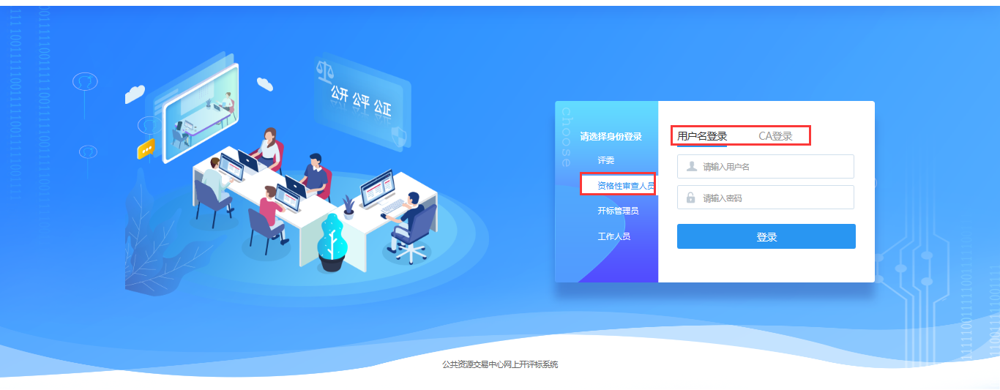 公开 公平 公正
choose
请选择身份登录
评委
资格性审查人员
开标管理员
工作人员
用户名登录
CA登录
请输入用户名
请输入密码
登录
公共资源交易中心网上开评标系统